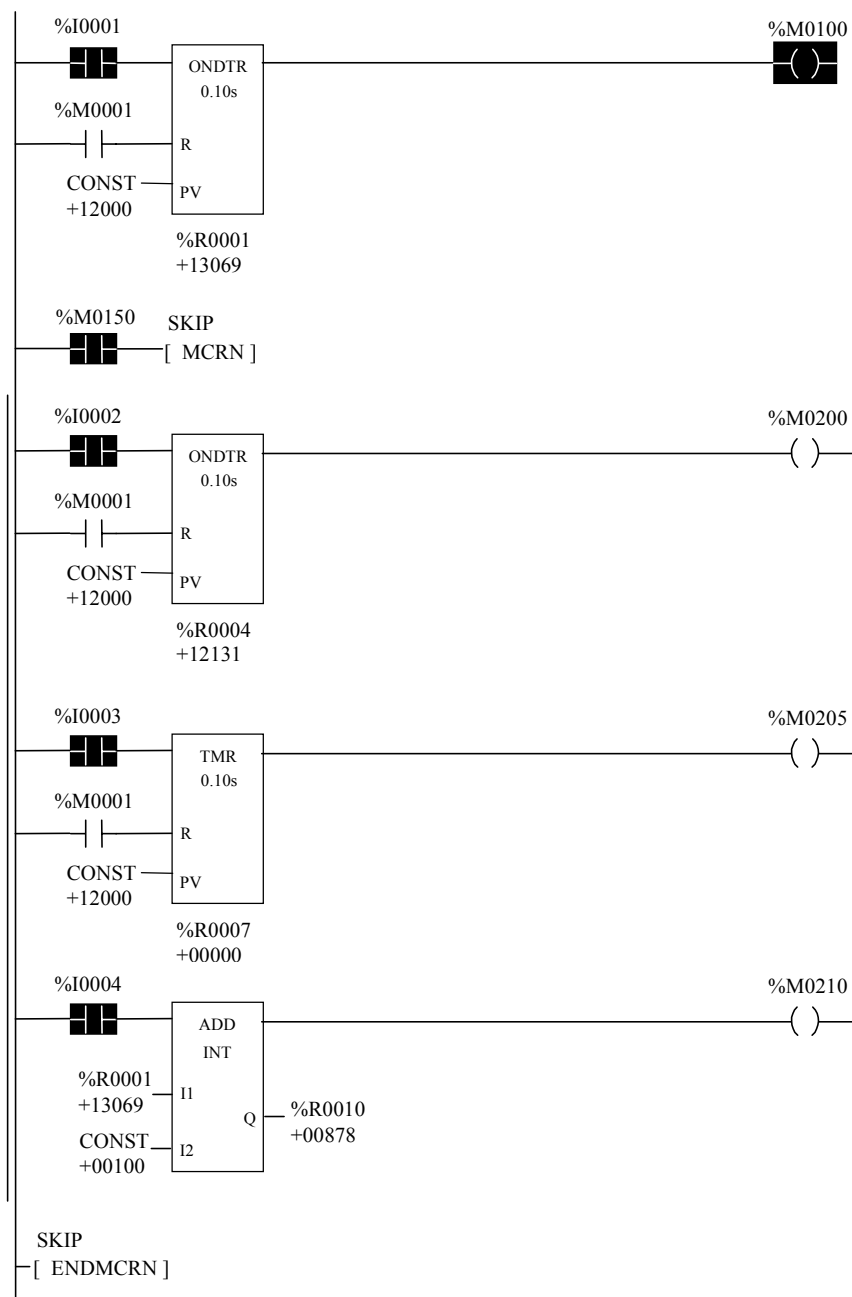 %I0001
%M0100
ONDTR
0.10s
%M0001
R
CONST
+12000
PV
%R0001
+13069
%M0150
SKIP
[ MCRN ]
%I0002
%M0200
ONDTR
0.10s
%M0001
R
CONST
+12000
PV
%R0004
+12131
%I0003
%M0205
TMR
0.10s
%M0001
R
CONST
+12000
PV
%R0007
+00000
%I0004
%M0210
ADD
INT
%R0001
+13069
I1
Q
%R0010
+00878
CONST
+00100
I2
SKIP
[ ENDMCRN ]